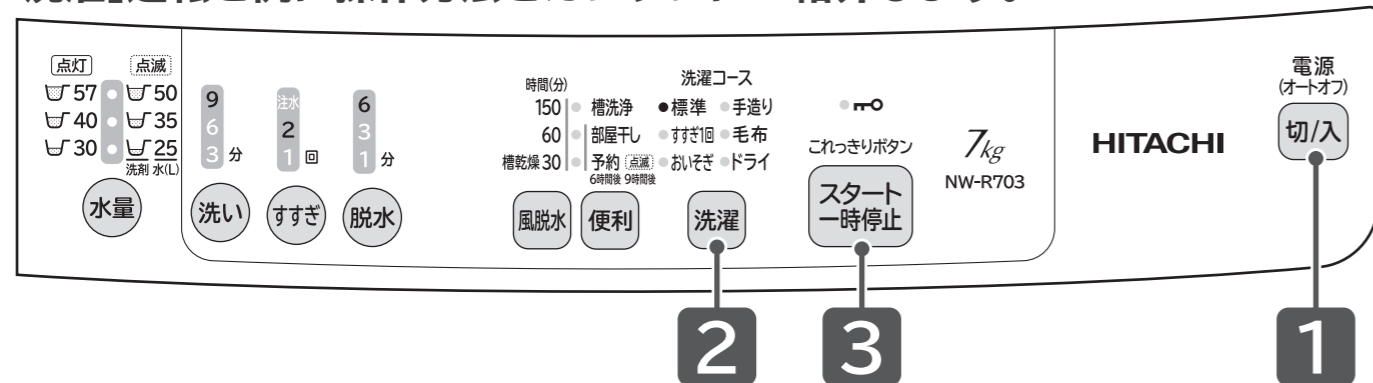 点灯 点滅
57 50
40 35
30 25
洗剤 水(L)
水量
9
6
3 分
洗い
注水
2
1 回
すすぎ
6
3
1 分
脱水
時間(分)
150
60
槽乾燥 30
風脱水
槽洗浄
部屋干し
予約 点滅
6時間後 9時間後
便利
洗濯コース
標準 手造り
すすぎ1回 毛布
おいそぎ ドライ
洗濯
これっきりボタン
スタート
一時停止
7kg
NW-R703
HITACHI
電源
(オートオフ)
切/入
2
3
1